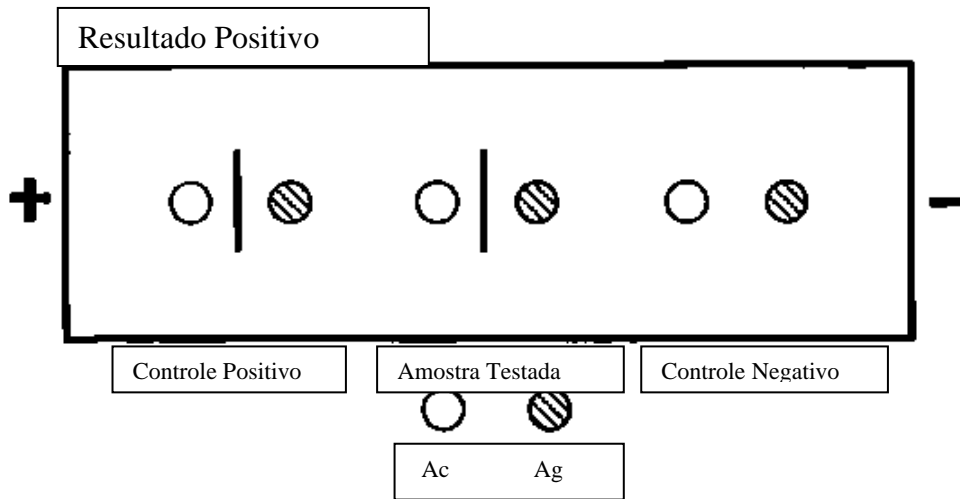 Resultado Positivo
+ -
Controle Positivo Amostra Testada Controle Negativo
Ac Ag